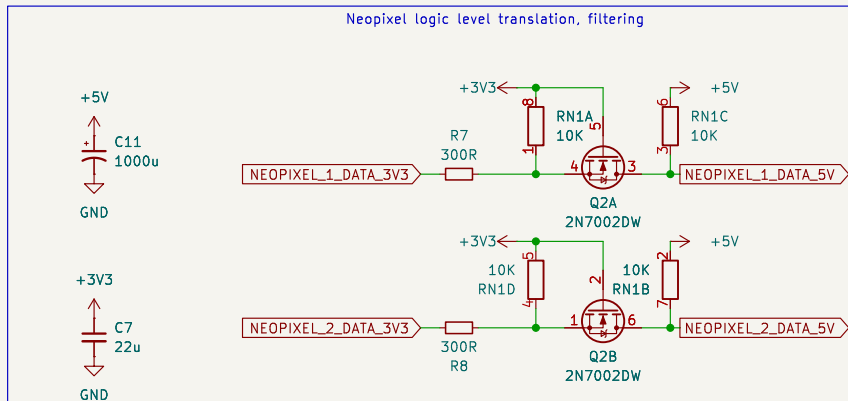 Neopixel logic level translation, filtering
+5V
C11
1000u
GND
+3V3
C7
22u
GND
NEOPIXEL_1_DATA_3V3
R7
300R
+3V3
8
RN1A
10K
1
5
4
3
Q2A
2N7002DW
+5V
6
RN1C
10K
3
NEOPIXEL_1_DATA_5V
NEOPIXEL_2_DATA_3V3
300R
R8
+3V3
5
10K
RN1D
4
2
1
6
Q2B
2N7002DW
+5V
2
10K
RN1B
7
NEOPIXEL_2_DATA_5V